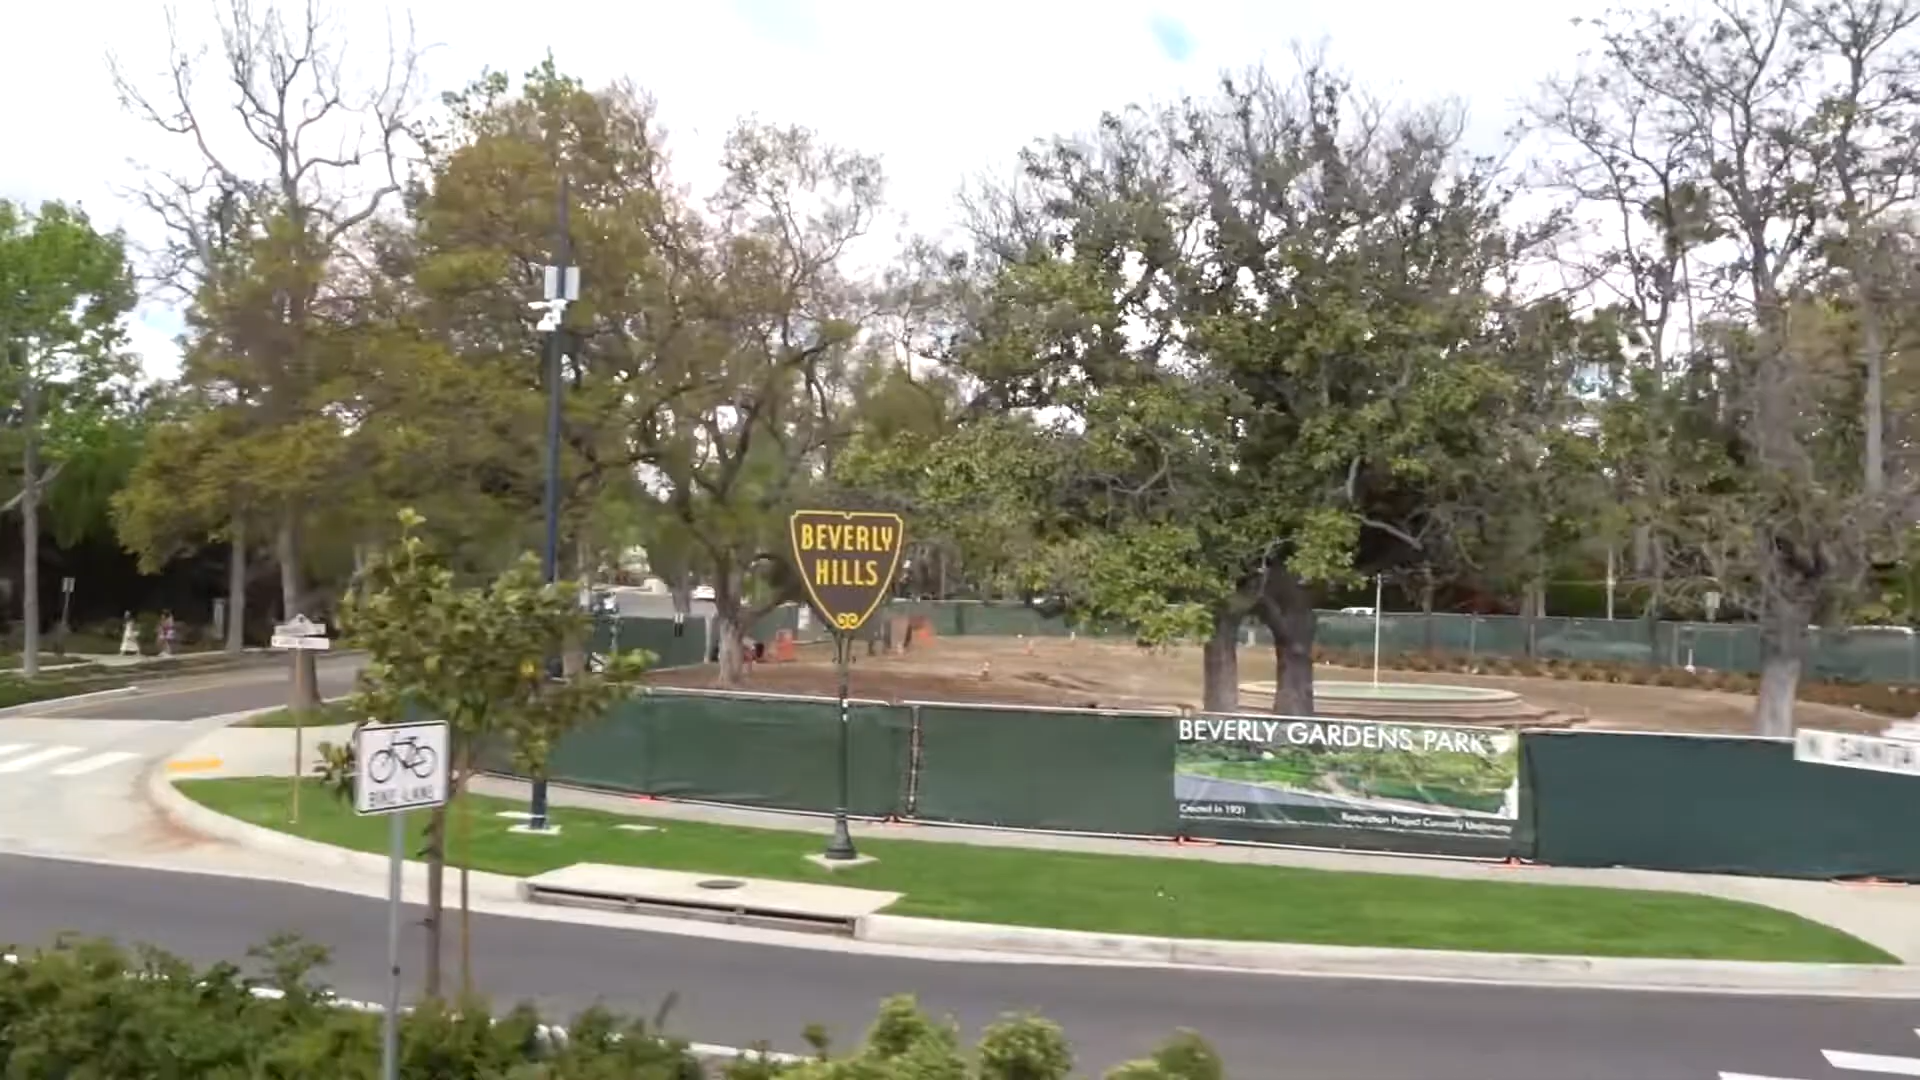 BEVERLY
HILLS
BIKE LANE
BEVERLY GARDENS PARK
Created in 1931
Restoration Project Currently Underway
N SANTA